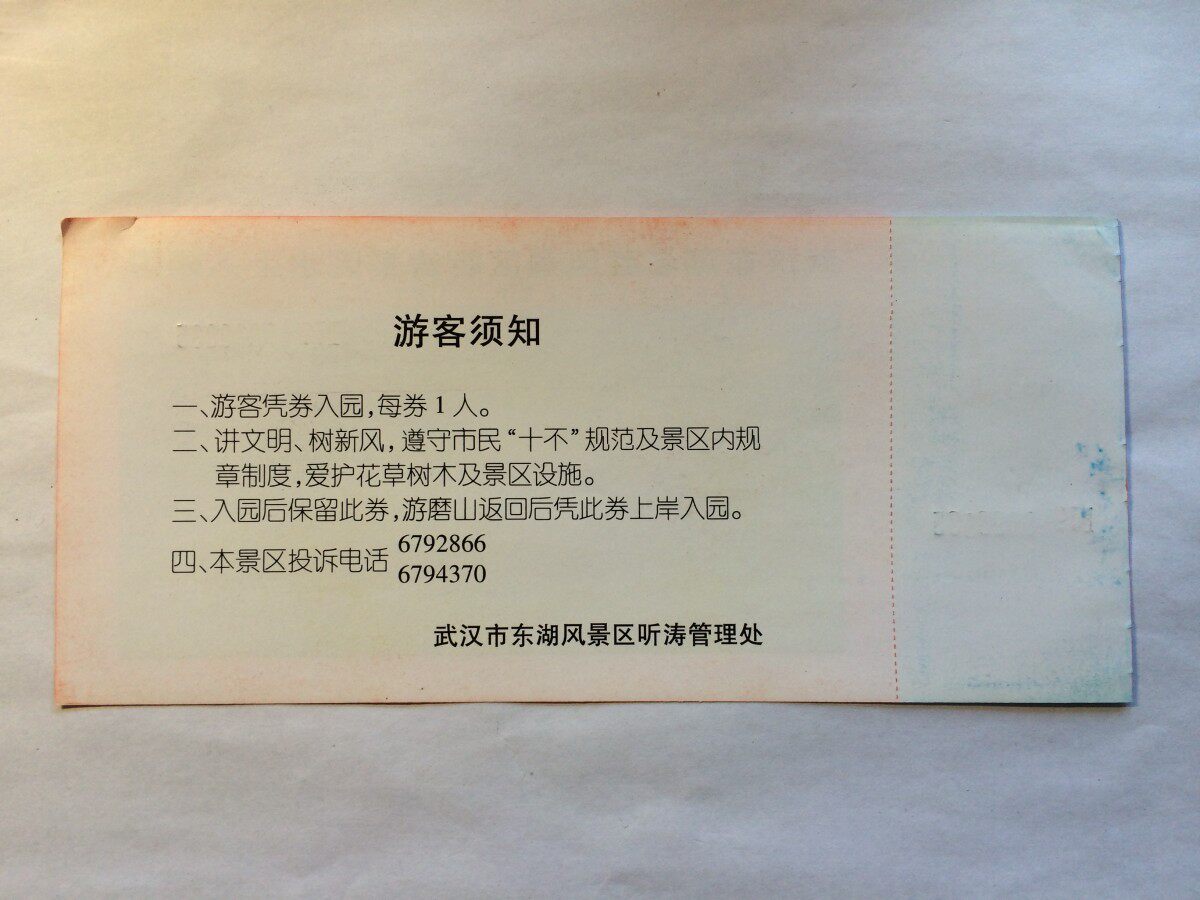 游客须知
一、游客凭券入园，每券1人。
二、讲文明、树新风，遵守市民“十不”规范及景区内规
章制度，爱护花草树木及景区设施。
三、入园后保留此券，游磨山返回后凭此券上岸入园。
四、本景区投诉电话 6792866
6794370
武汉市东湖风景区听涛管理处